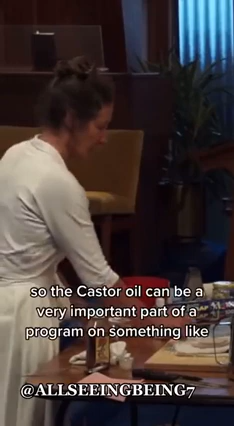 so the Castor oil can be a
very important part of a
program on something like
@ALLSEEINGBEING7